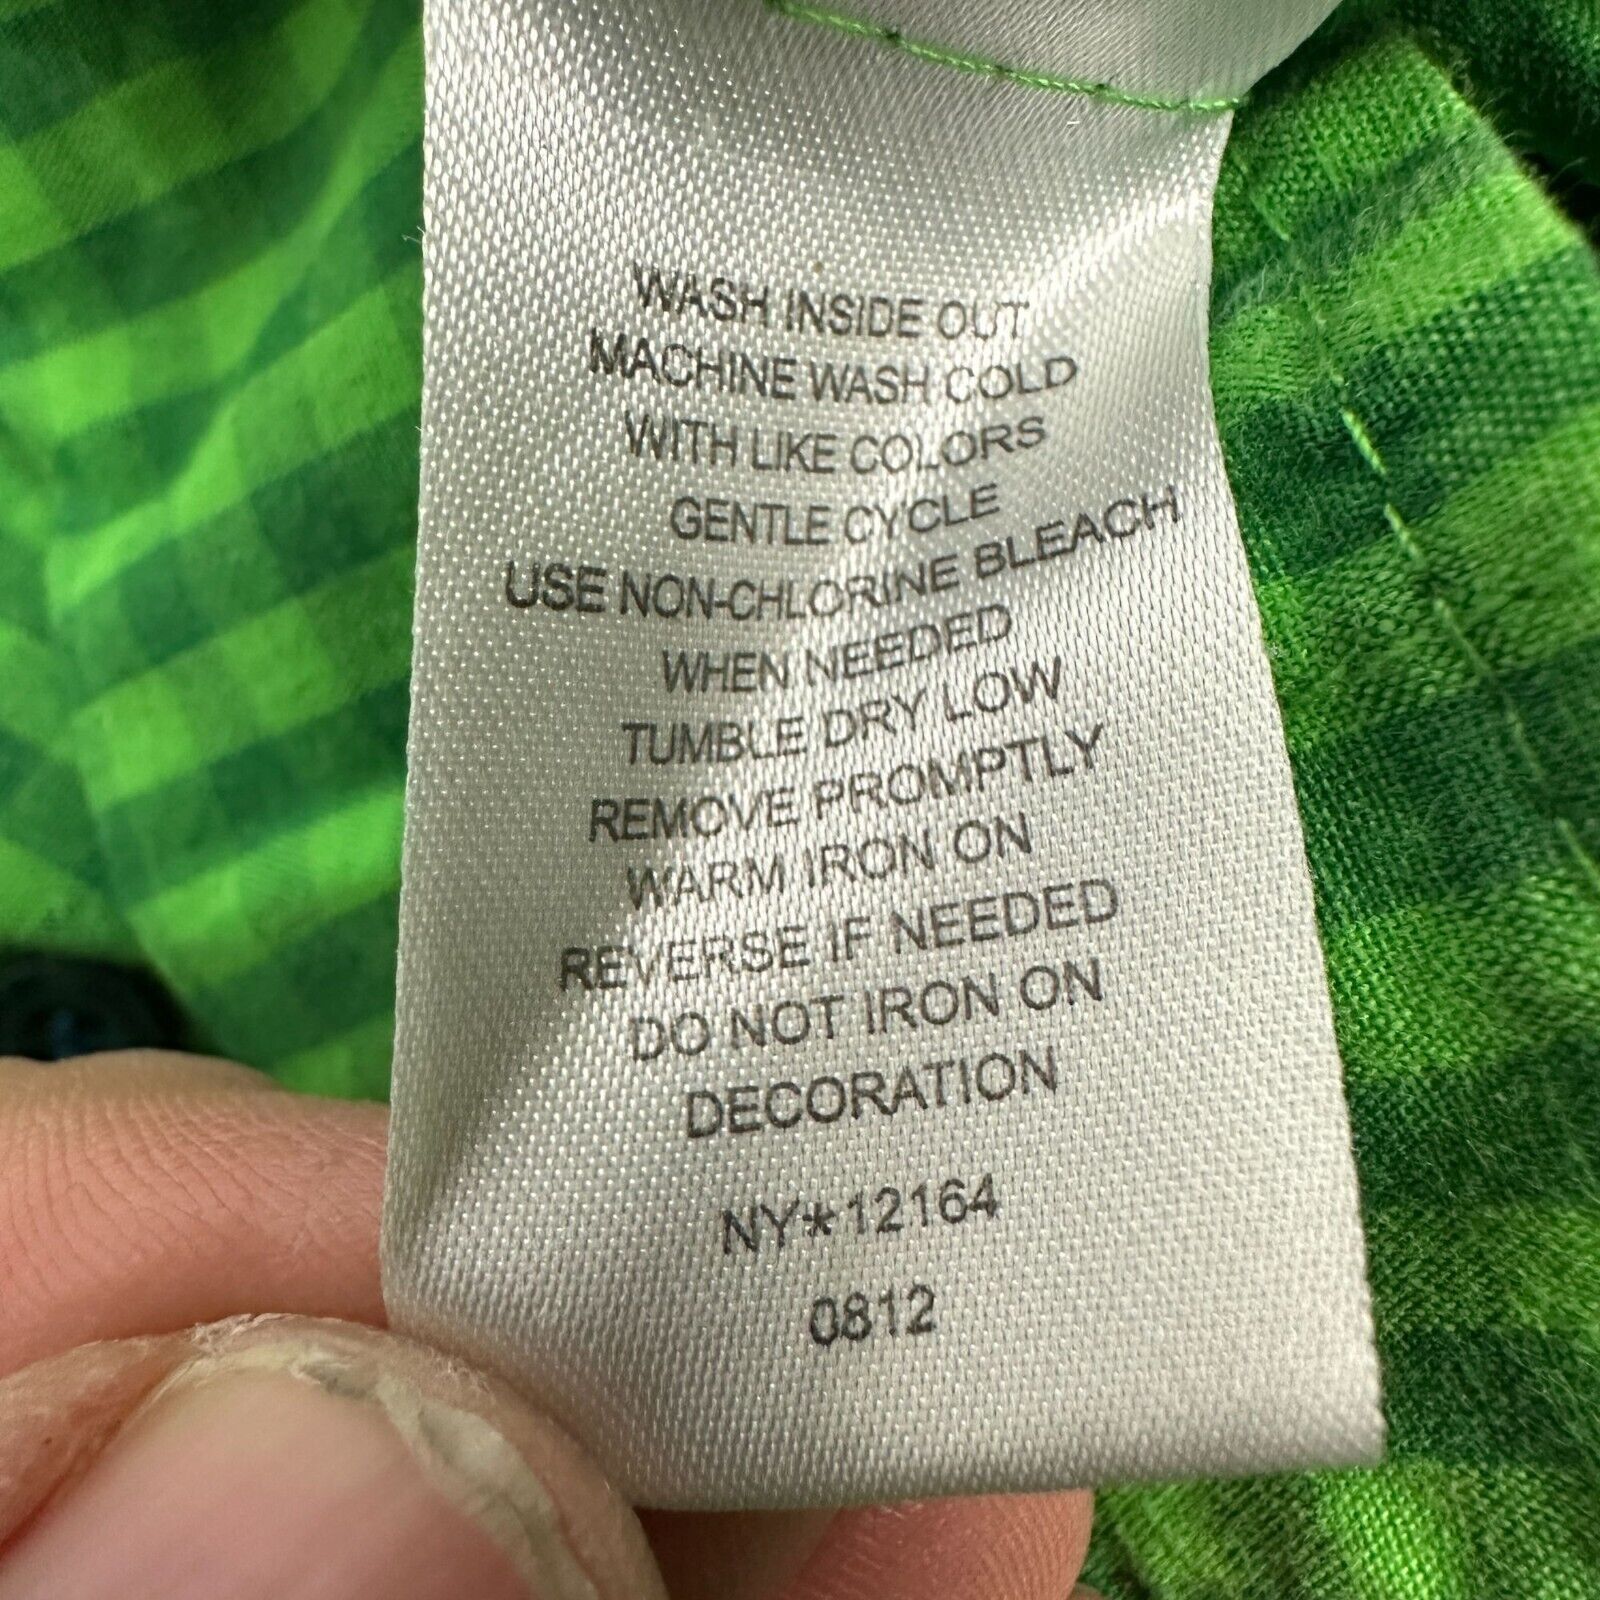 WASH INSIDE OUT
MACHINE WASH COLD
WITH LIKE COLORS
GENTLE CYCLE
USE NON-CHLORINE BLEACH
WHEN NEEDED
TUMBLE DRY LOW
REMOVE PROMPTLY
WARM IRON ON
REVERSE IF NEEDED
DO NOT IRON ON
DECORATION
NY*12164
0812